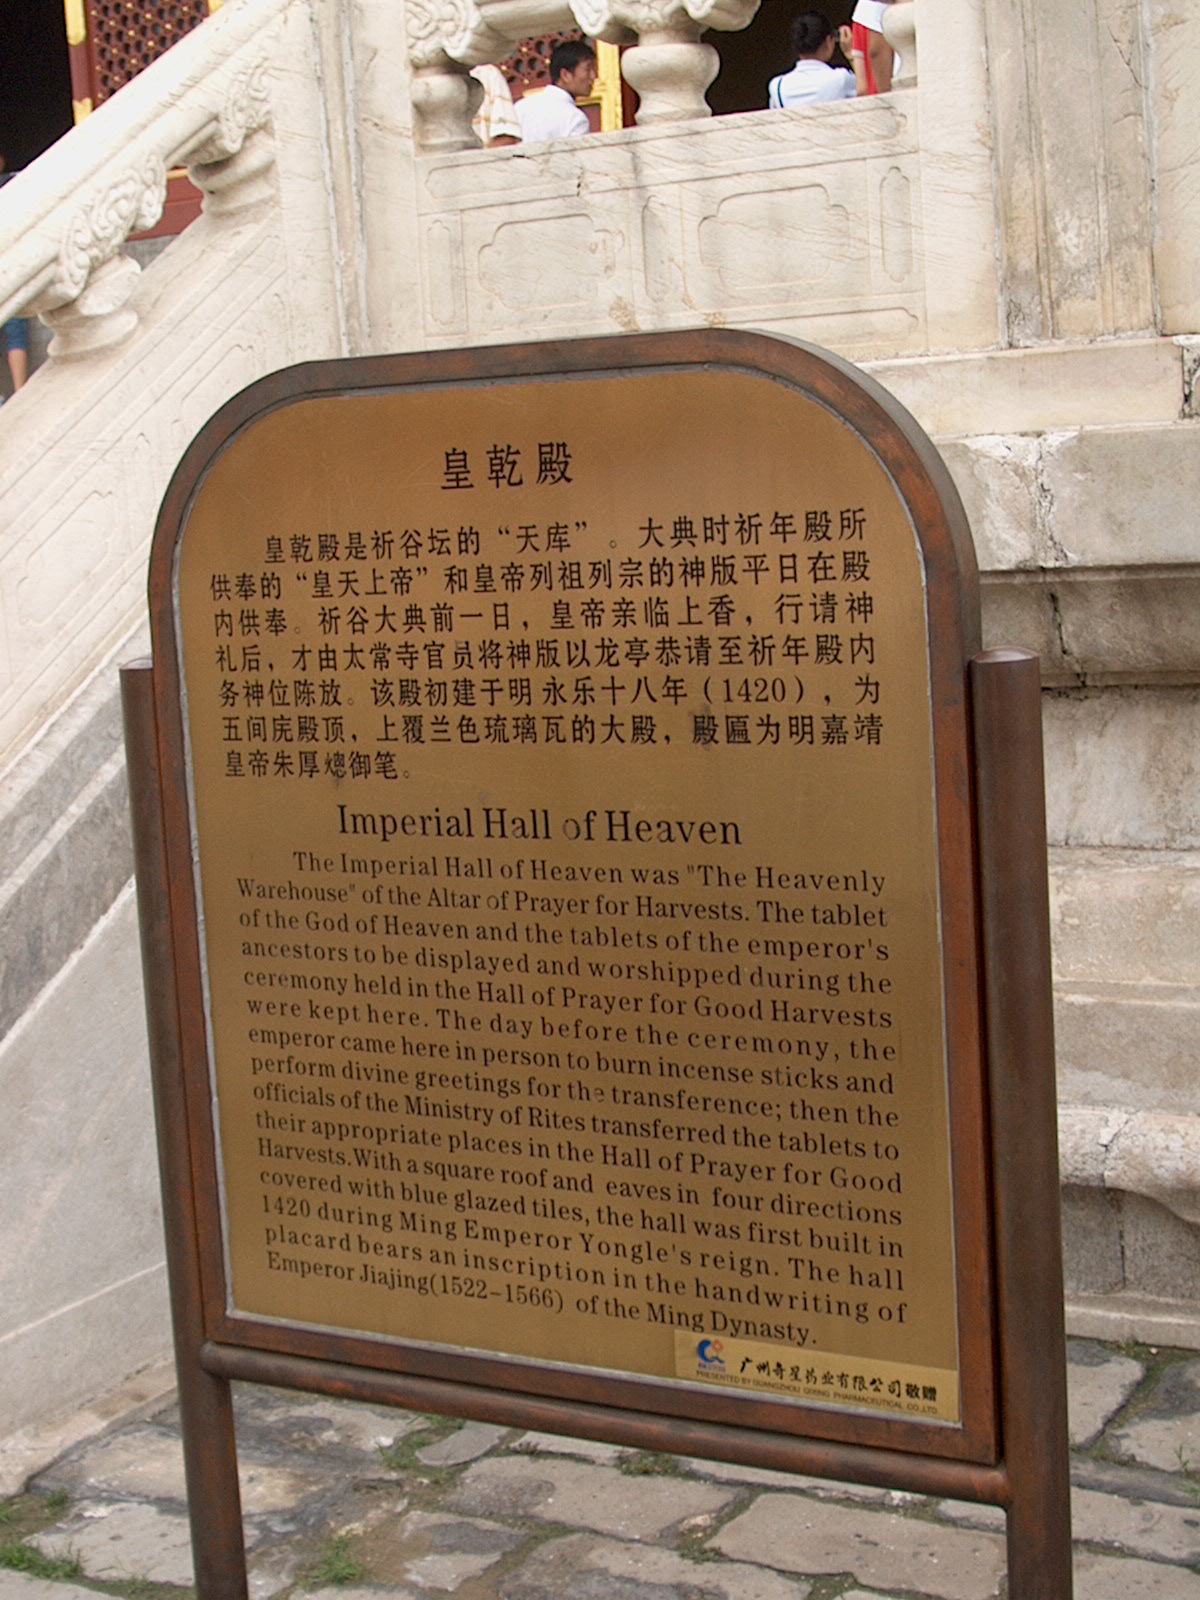 皇乾殿
皇乾殿是祈谷坛的“天库”。大典时祈年殿所
供奉的“皇天上帝”和皇帝列祖列宗的神版平日在殿
内供奉。祈谷大典前一日，皇帝亲临上香，行请神
礼后，才由太常寺官员将神版以龙亭恭请至祈年殿内
务神位陈放。该殿初建于明永乐十八年（1420），为
五间庑殿顶，上覆兰色琉璃瓦的大殿，殿匾为明嘉靖
皇帝朱厚熜御笔。
Imperial Hall of Heaven
The Imperial Hall of Heaven was "The Heavenly
Warehouse" of the Altar of Prayer for Harvests. The tablet
of the God of Heaven and the tablets of the emperor's
ancestors to be displayed and worshipped during the
ceremony held in the Hall of Prayer for Good Harvests
were kept here. The day before the ceremony, the
emperor came here in person to burn incense sticks and
perform divine greetings for the transference; then the
officials of the Ministry of Rites transferred the tablets to
their appropriate places in the Hall of Prayer for Good
Harvests.With a square roof and eaves in four directions
covered with blue glazed tiles, the hall was first built in
1420 during Ming Emperor Yongle's reign. The hall
placard bears an inscription in the handwriting of
Emperor Jiajing(1522-1566) of the Ming Dynasty.
广州奇星药业有限公司敬赠
PRESENTED BY GUANGZHOU QIXING PHARMACEUTICAL CO.,LTD.